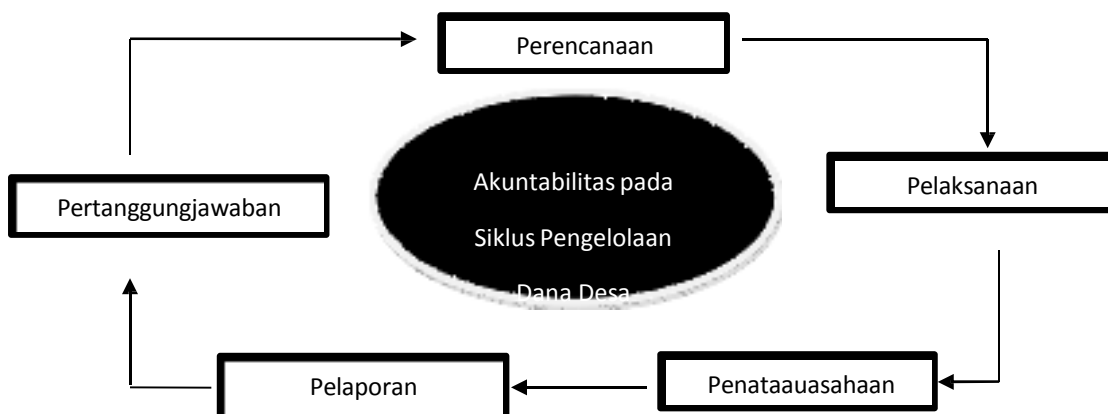 Perencanaan
Pelaksanaan
Penataauasahaan
Pelaporan
Pertanggungjawaban
Akuntabilitas pada
Siklus Pengelolaan
Dana Desa